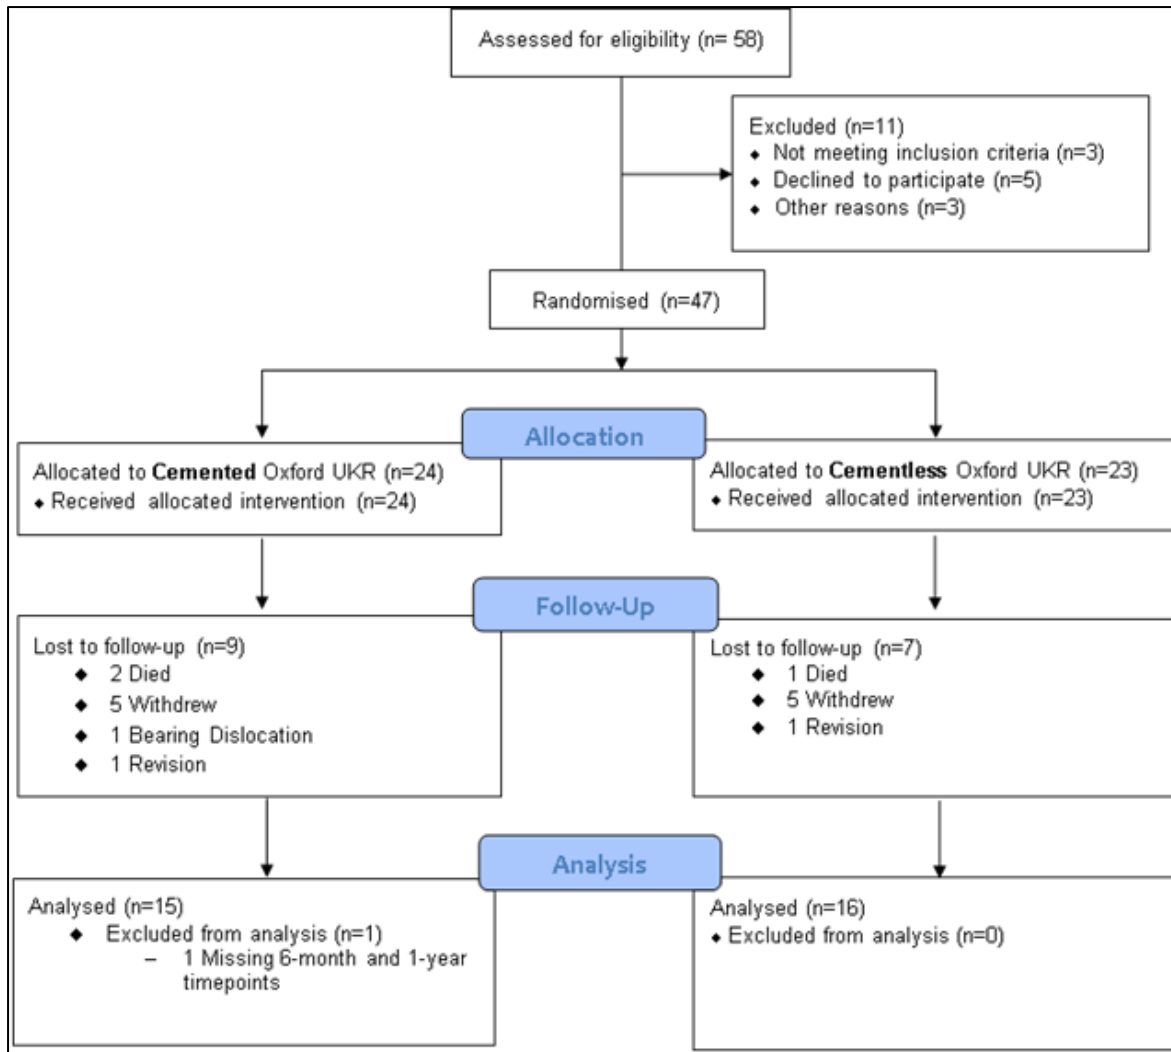 Assessed for eligibility (n= 58)
Excluded (n=11)
◆ Not meeting inclusion criteria (n=3)
◆ Declined to participate (n=5)
◆ Other reasons (n=3)
Randomised (n=47)
Allocation
Allocated to Cemented Oxford UKR (n=24)
◆ Received allocated intervention (n=24)
Allocated to Cementless Oxford UKR (n=23)
◆ Received allocated intervention (n=23)
Follow-Up
Lost to follow-up (n=9)
◆ 2 Died
◆ 5 Withdrew
◆ 1 Bearing Dislocation
◆ 1 Revision
Lost to follow-up (n=7)
◆ 1 Died
◆ 5 Withdrew
◆ 1 Revision
Analysis
Analysed (n=15)
◆ Excluded from analysis (n=1)
– 1 Missing 6-month and 1-year
timepoints
Analysed (n=16)
◆ Excluded from analysis (n=0)